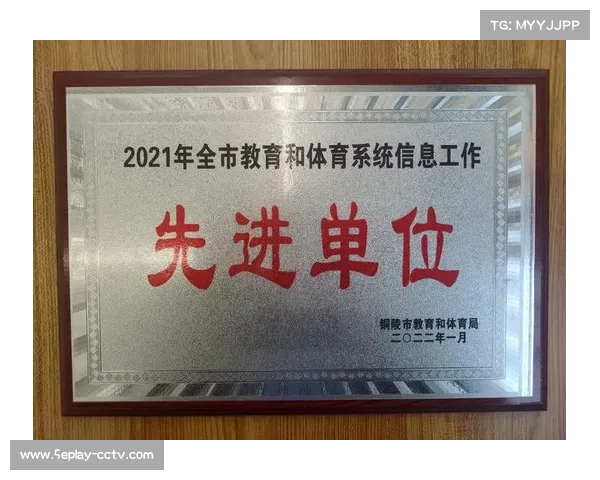 TG: MYYJJPP
2021年全市教育和体育系统信息工作
先进单位
铜陵市教育和体育局
二〇二二年一月
www.5eplay-cctv.com